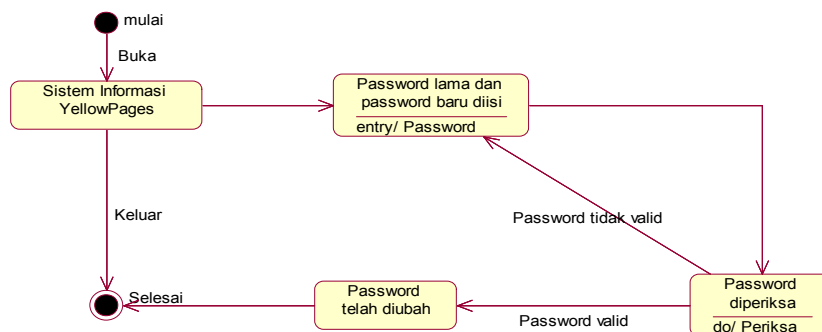 mulai
Buka
Sistem Informasi
YellowPages
Password lama dan
password baru diisi
entry/ Password
Keluar
Password tidak valid
Selesai
Password
telah diubah
Password valid
Password
diperiksa
do/ Periksa